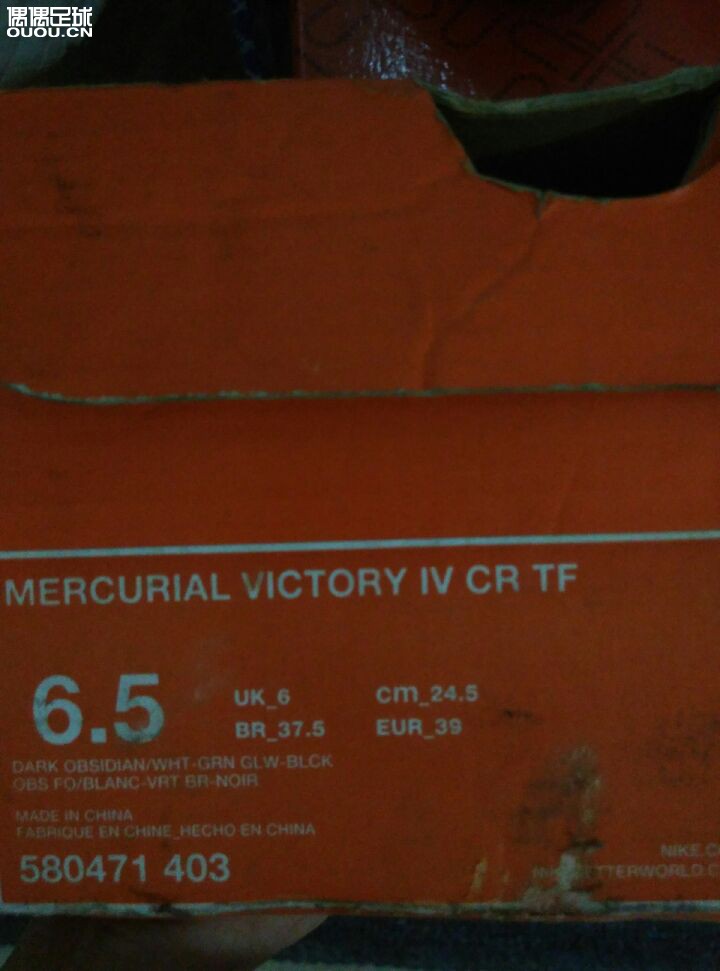 偶偶足球
OUOU.CN
MERCURIAL VICTORY IV CR TF
6.5
UK_6 cm_24.5
BR_37.5 EUR_39
DARK OBSIDIAN/WHT-GRN GLW-BLCK
OBS FO/BLANC-VRT BR-NOIR
MADE IN CHINA
FABRIQUE EN CHINE_HECHO EN CHINA
580471 403
NIKE.C